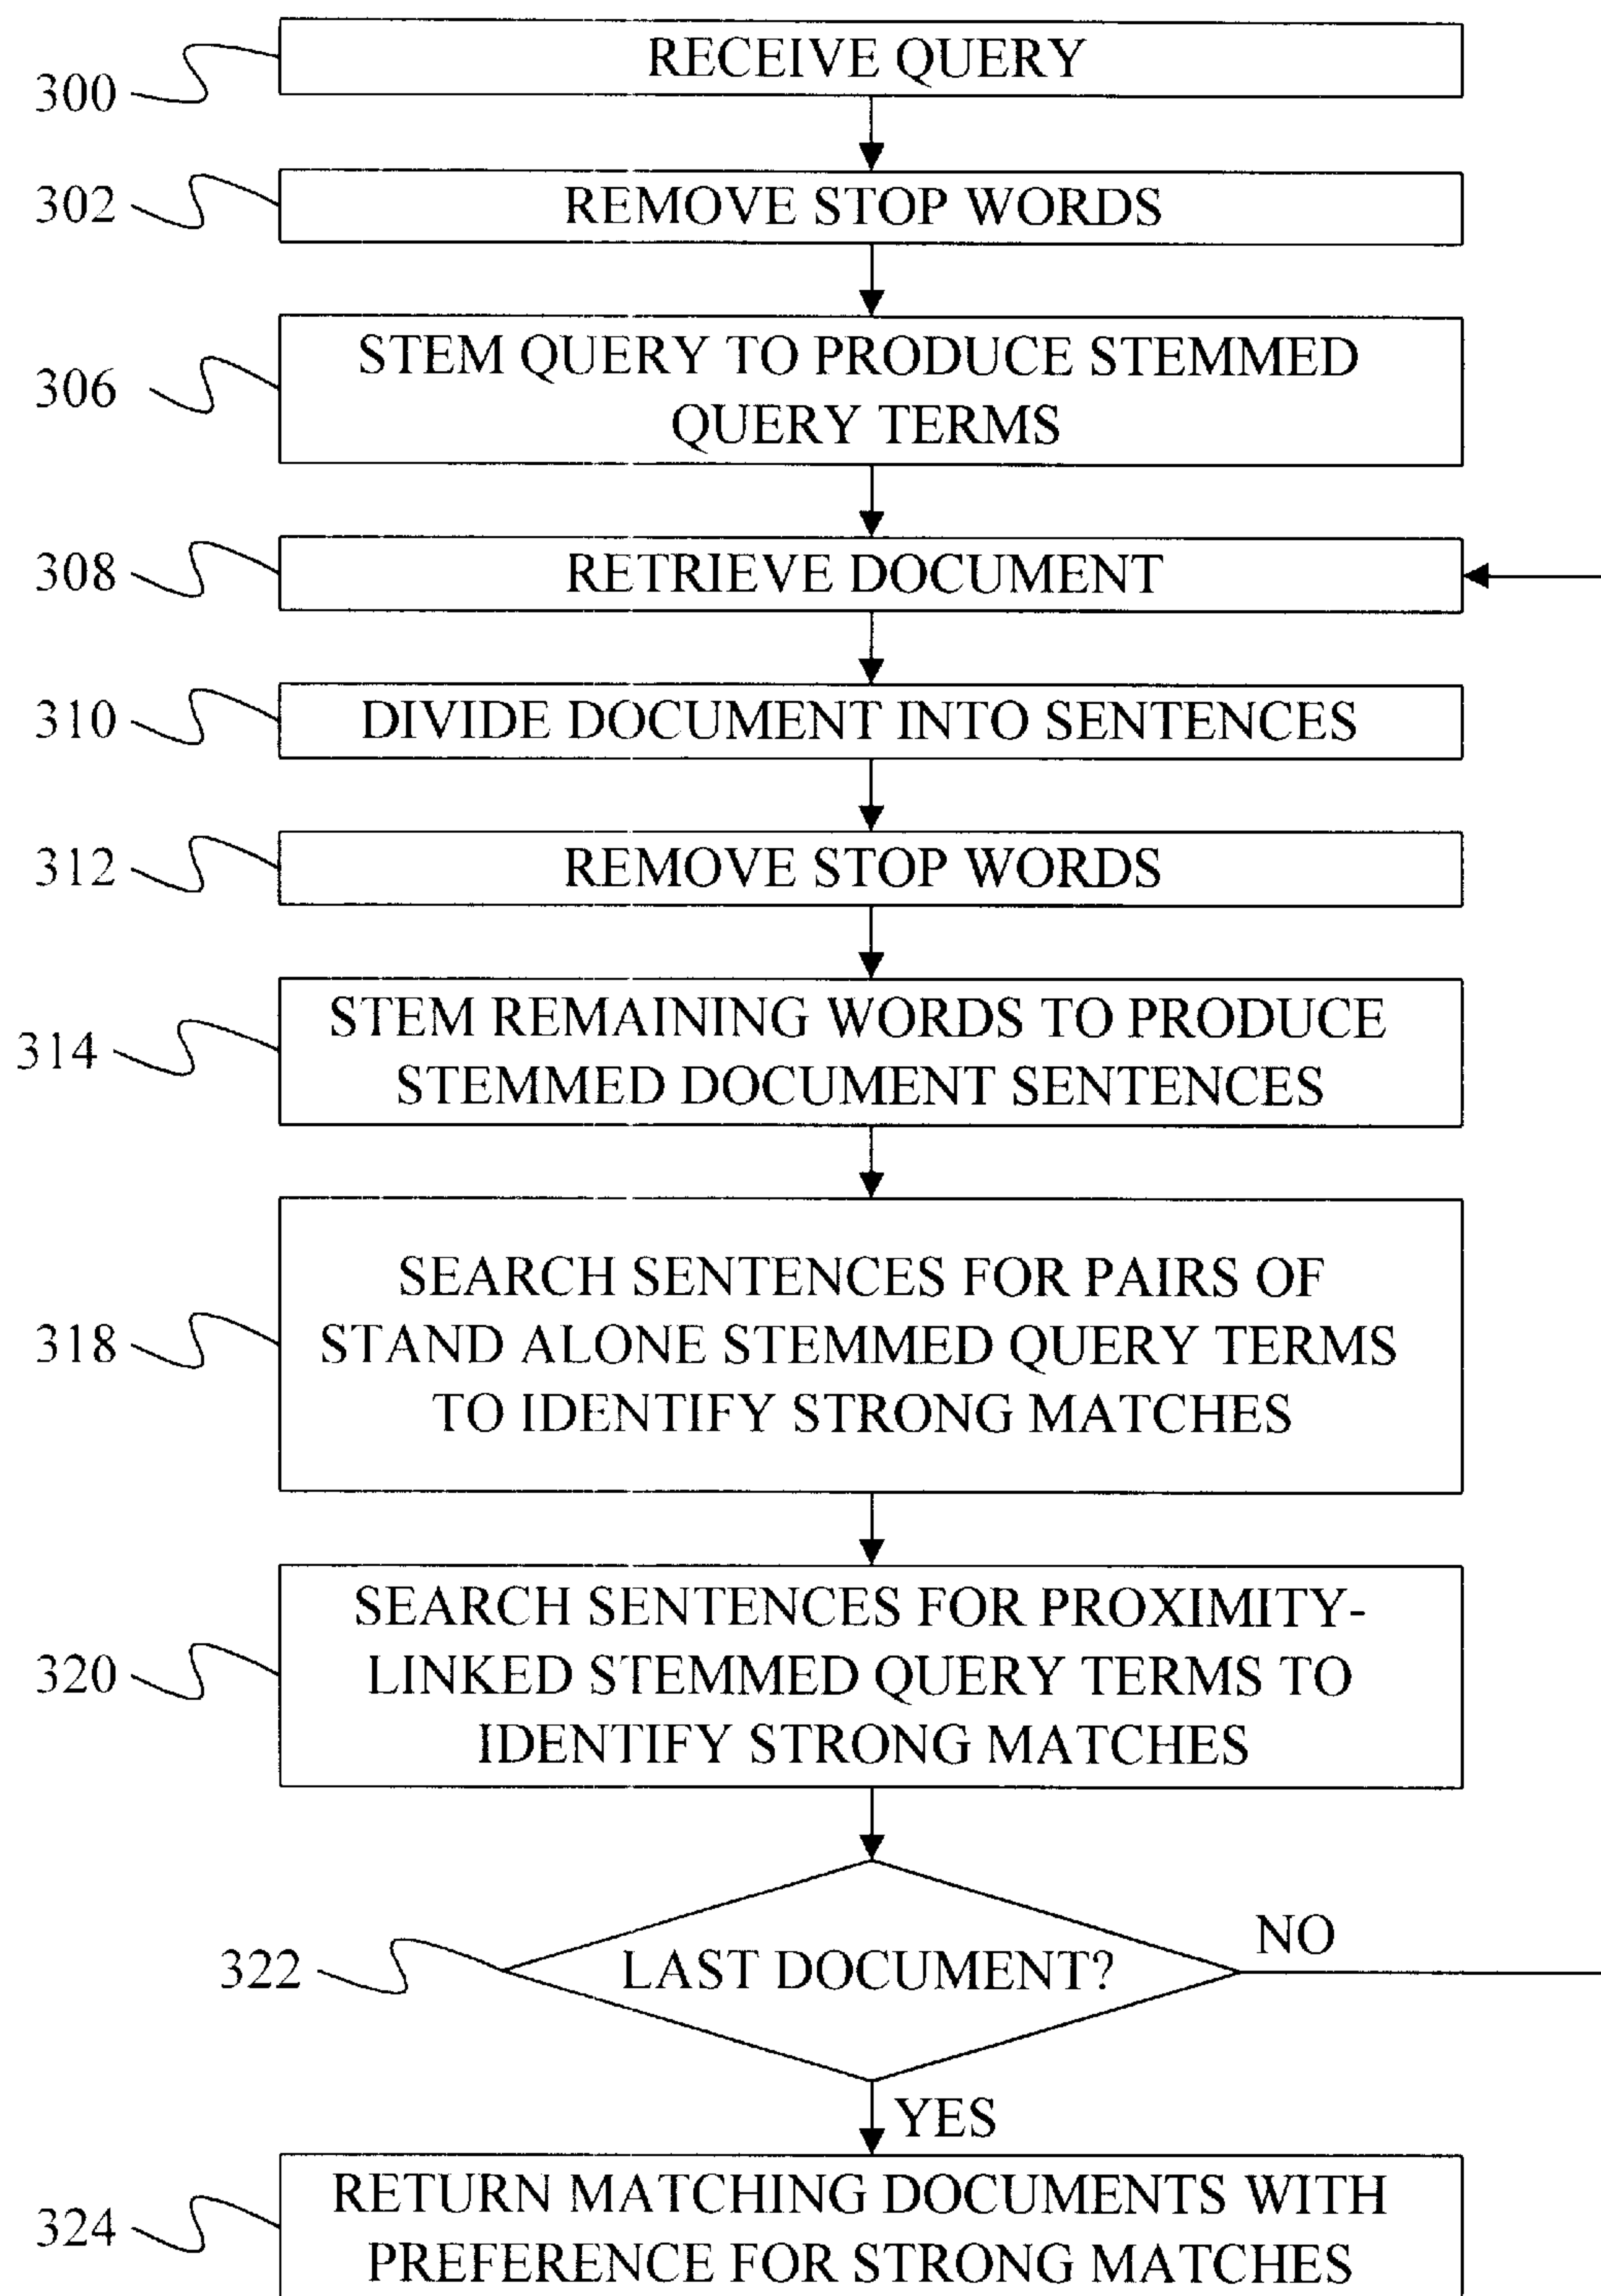 300
RECEIVE QUERY
302
REMOVE STOP WORDS
306
STEM QUERY TO PRODUCE STEMMED
QUERY TERMS
308
RETRIEVE DOCUMENT
310
DIVIDE DOCUMENT INTO SENTENCES
312
REMOVE STOP WORDS
314
STEM REMAINING WORDS TO PRODUCE
STEMMED DOCUMENT SENTENCES
318
SEARCH SENTENCES FOR PAIRS OF
STAND ALONE STEMMED QUERY TERMS
TO IDENTIFY STRONG MATCHES
320
SEARCH SENTENCES FOR PROXIMITY-
LINKED STEMMED QUERY TERMS TO
IDENTIFY STRONG MATCHES
322
LAST DOCUMENT?
NO
YES
324
RETURN MATCHING DOCUMENTS WITH
PREFERENCE FOR STRONG MATCHES